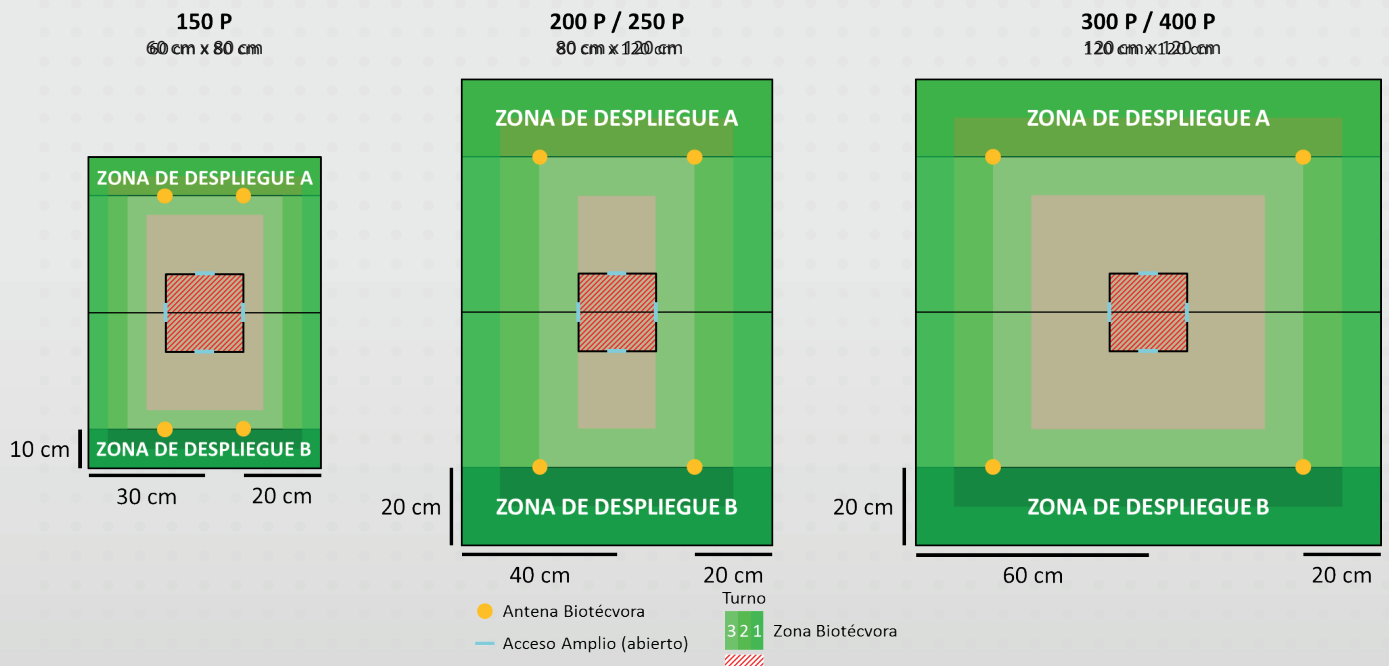 150 P
60 cm x 80 cm
ZONA DE DESPLIEGUE A
ZONA DE DESPLIEGUE B
10 cm
30 cm
20 cm
200 P / 250 P
80 cm x 120 cm
ZONA DE DESPLIEGUE A
ZONA DE DESPLIEGUE B
20 cm
40 cm
20 cm
300 P / 400 P
120 cm x 120 cm
ZONA DE DESPLIEGUE A
ZONA DE DESPLIEGUE B
20 cm
60 cm
20 cm
Antena Biotécvora
Acceso Amplio (abierto)
Turno
3 2 1 Zona Biotécvora